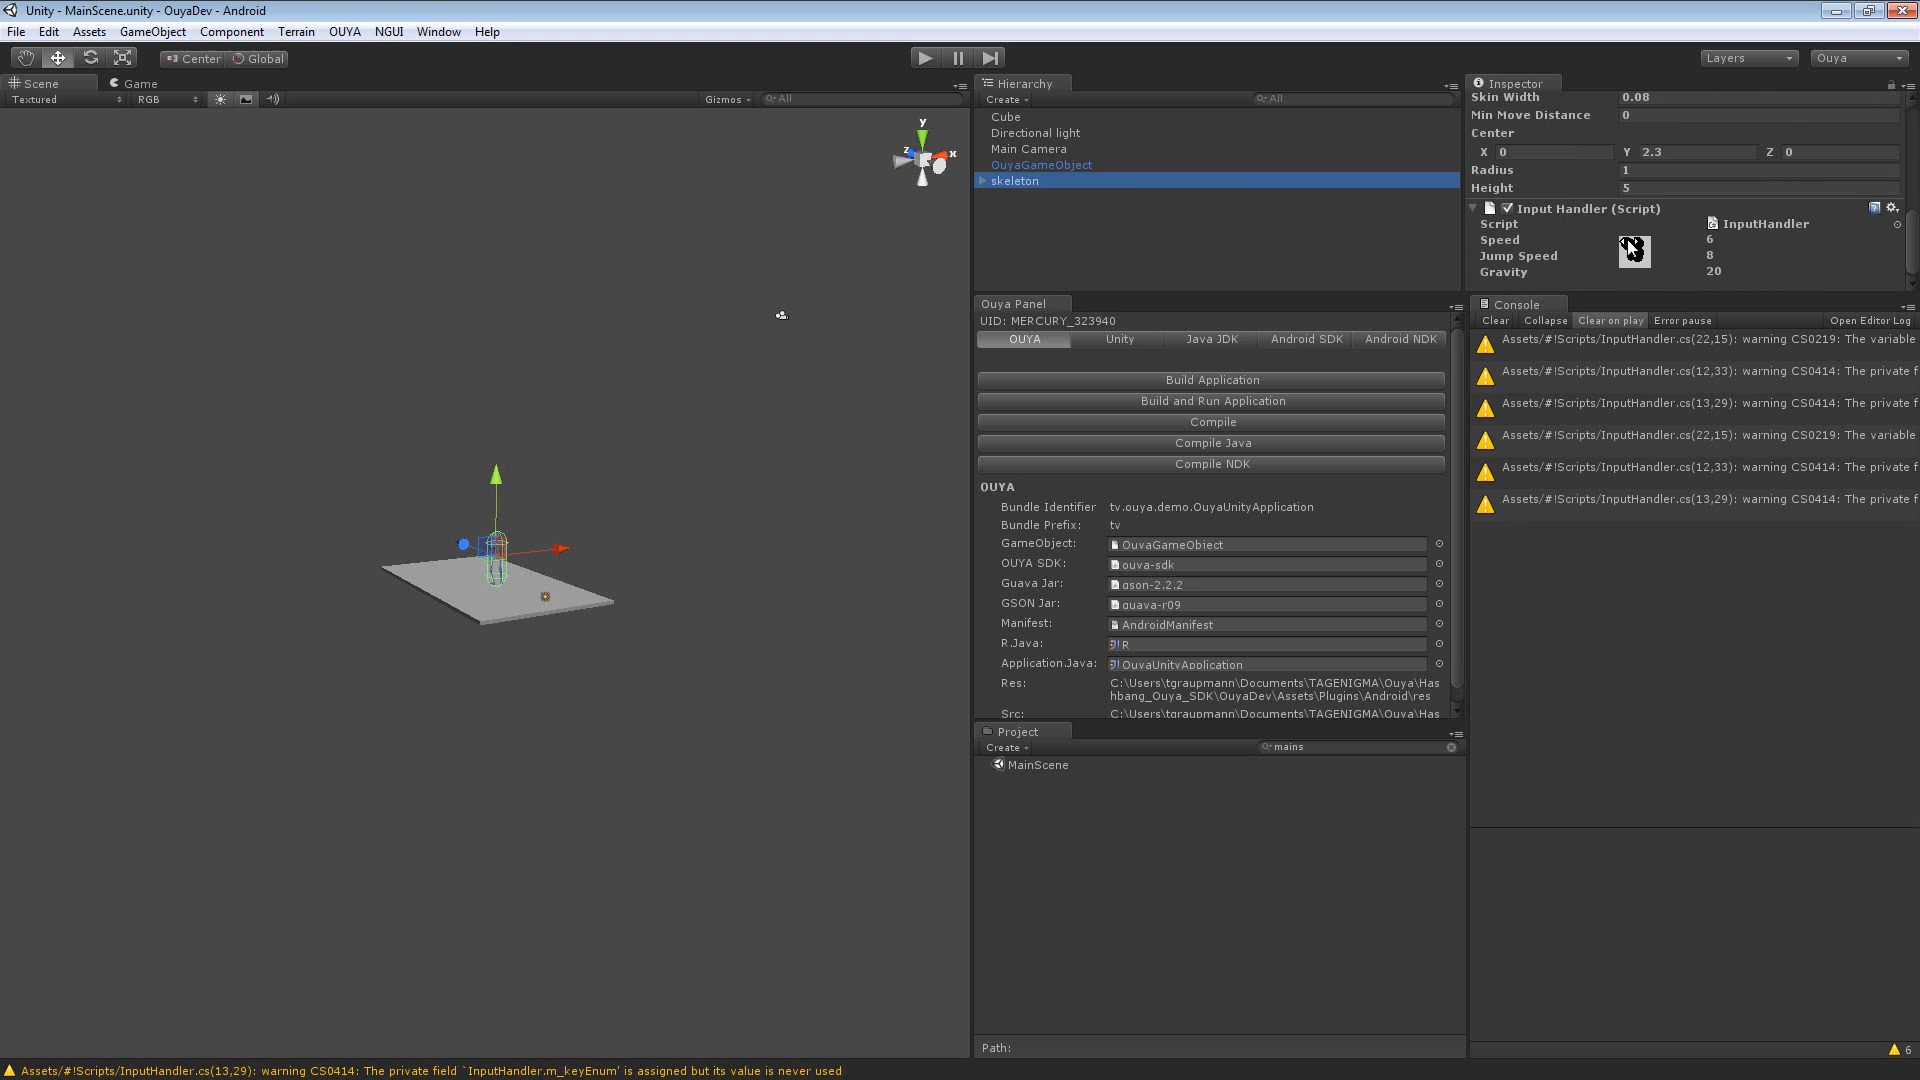 Unity - MainScene.unity - OuyaDev - Android
File Edit Assets GameObject Component Terrain OUYA NGUI Window Help
Center Global Layers Ouya
Scene Game
Textured RGB Gizmos All
Hierarchy
Create All
Cube
Directional light
Main Camera
OuyaGameObject
skeleton
Inspector
Skin Width 0.08
Min Move Distance 0
Center
X 0 Y 2.3 Z 0
Radius 1
Height 5
Input Handler (Script)
Script InputHandler
Speed 6
Jump Speed 8
Gravity 20
Ouya Panel
UID: MERCURY_323940
OUYA Unity Java JDK Android SDK Android NDK
Build Application
Build and Run Application
Compile
Compile Java
Compile NDK
OUYA
Bundle Identifier tv.ouya.demo.OuyaUnityApplication
Bundle Prefix: tv
GameObject: OuyaGameObject
OUYA SDK: ouya-sdk
Guava Jar: gson-2.2.2
GSON Jar: guava-r09
Manifest: AndroidManifest
R.Java: R
Application.Java: OuyaUnityApplication
Res: C:\Users\tgraupmann\Documents\TAGENIGMA\Ouya\Has
hbang_Ouya_SDK\OuyaDev\Assets\Plugins\Android\res
Src: C:\Users\tgraupmann\Documents\TAGENIGMA\Ouya\Has
Console
Clear Collapse Clear on play Error pause Open Editor Log
Assets/#!Scripts/InputHandler.cs(22,15): warning CS0219: The variable
Assets/#!Scripts/InputHandler.cs(12,33): warning CS0414: The private f
Assets/#!Scripts/InputHandler.cs(13,29): warning CS0414: The private f
Assets/#!Scripts/InputHandler.cs(22,15): warning CS0219: The variable
Assets/#!Scripts/InputHandler.cs(12,33): warning CS0414: The private f
Assets/#!Scripts/InputHandler.cs(13,29): warning CS0414: The private f
Project
Create mains
MainScene
Path:
y
z
x
6
Assets/#!Scripts/InputHandler.cs(13,29): warning CS0414: The private field `InputHandler.m_keyEnum' is assigned but its value is never used